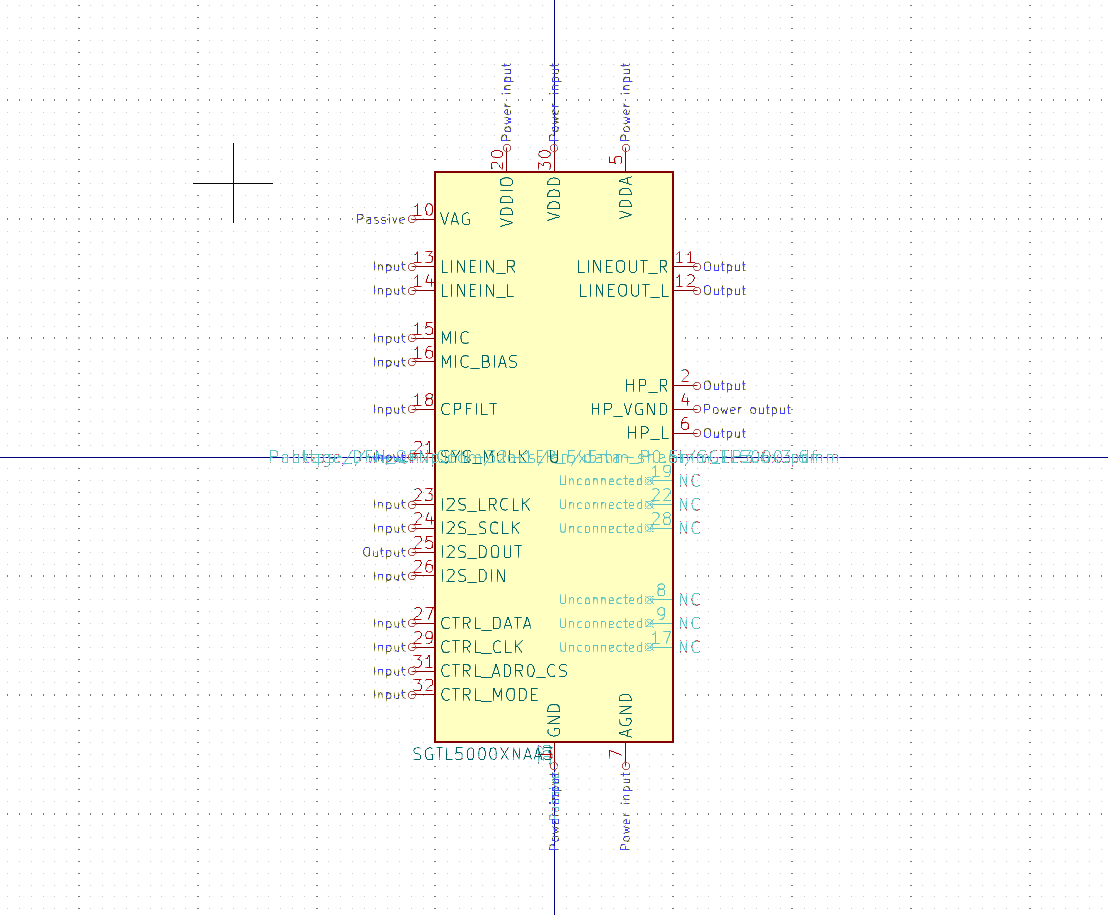 Power input
Power input
Power input
20
30
5
VDDIO
VDDD
VDDA
Passive 10 VAG
Input 13 LINEIN_R
LINEOUT_R 11 Output
Input 14 LINEIN_L
LINEOUT_L 12 Output
Input 15 MIC
Input 16 MIC_BIAS
HP_R 2 Output
Input 18 CPFILT
HP_VGND 4 Power output
HP_L 6 Output
21 SYS_MCLK U
Unconnected 19 NC
Input 23 I2S_LRCLK
Unconnected 22 NC
Input 24 I2S_SCLK
Unconnected 28 NC
Output 25 I2S_DOUT
Input 26 I2S_DIN
Unconnected 8 NC
Input 27 CTRL_DATA
Unconnected 9 NC
Input 29 CTRL_CLK
Unconnected 17 NC
Input 31 CTRL_ADR0_CS
Input 32 CTRL_MODE
GND
AGND
SGTL5000XNAA3
7
Power input